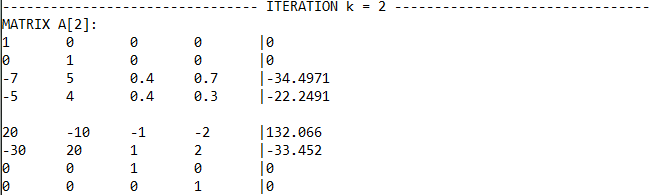 -------------------------------- ITERATION k = 2 --------------------------------
MATRIX A[2]:
1 0 0 0 |0
0 1 0 0 |0
-7 5 0.4 0.7 |-34.4971
-5 4 0.4 0.3 |-22.2491
20 -10 -1 -2 |132.066
-30 20 1 2 |-33.452
0 0 1 0 |0
0 0 0 1 |0